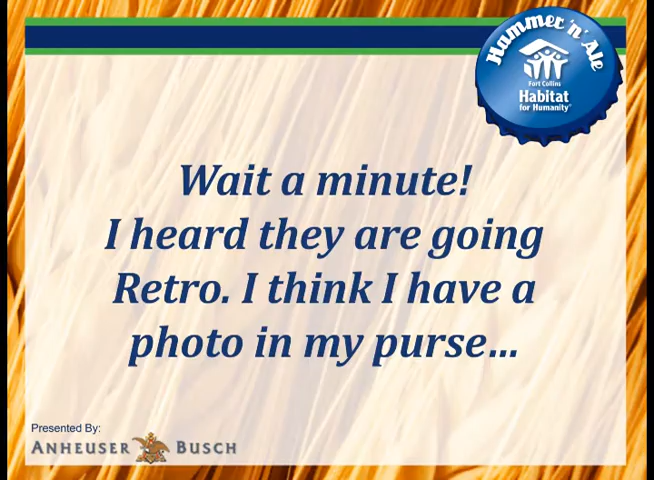 Hammer 'n' Ale
Fort Collins
Habitat
for Humanity®
Wait a minute!
I heard they are going
Retro. I think I have a
photo in my purse...
Presented By:
ANHEUSER BUSCH